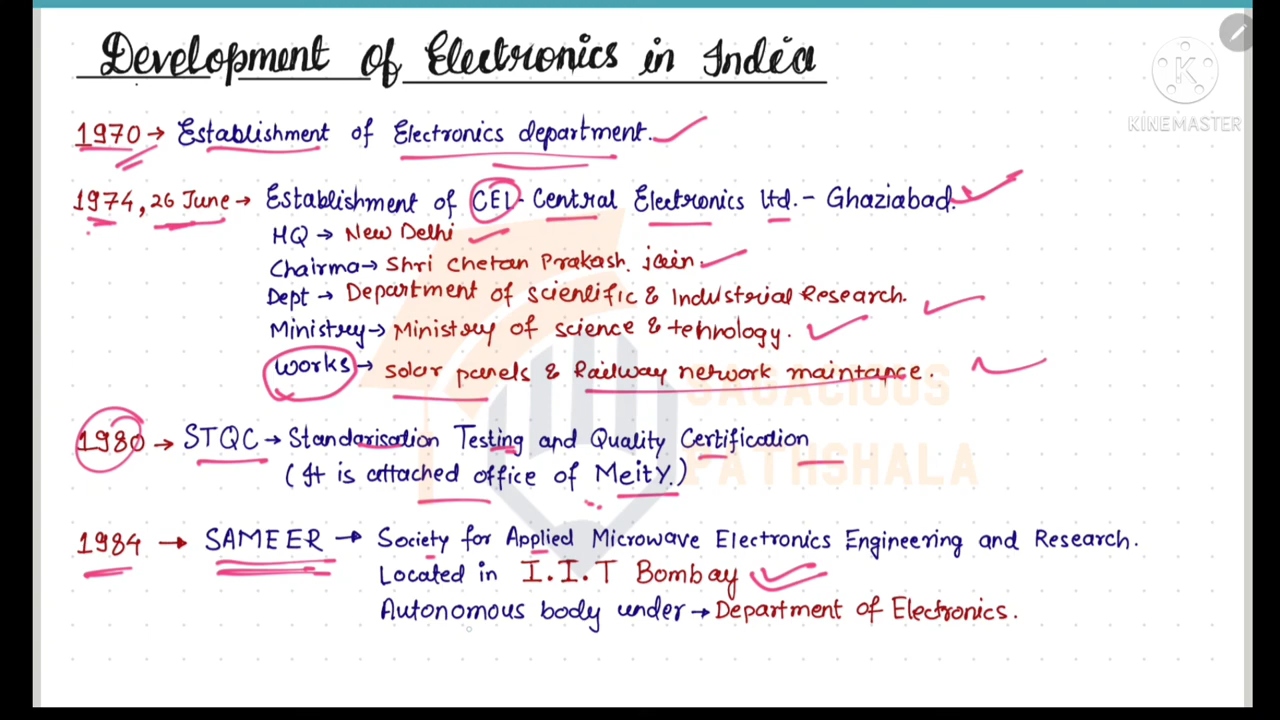 Development of Electronics in India
KINEMASTER
1970 → Establishment of Electronics department.
1974, 26 June → Establishment of CEL - Central Electronics Ltd. - Ghaziabad.
HQ → New Delhi
Chairma → Shri Chetan Prakash. jain
Dept → Department of scientific & Industrial Research.
Ministry → Ministry of science & tehnology.
Works → solar panels & Railway nerwork maintance.
SAGACIOUS
1980 → STQC → Standarisation Testing and Quality Certification
PATHSHALA
(It is attached office of MeitY.)
1984 → SAMEER → Society for Applied Microwave Electronics Engineering and Research.
Located in I.I.T Bombay
Autonomous body under → Department of Electronics.